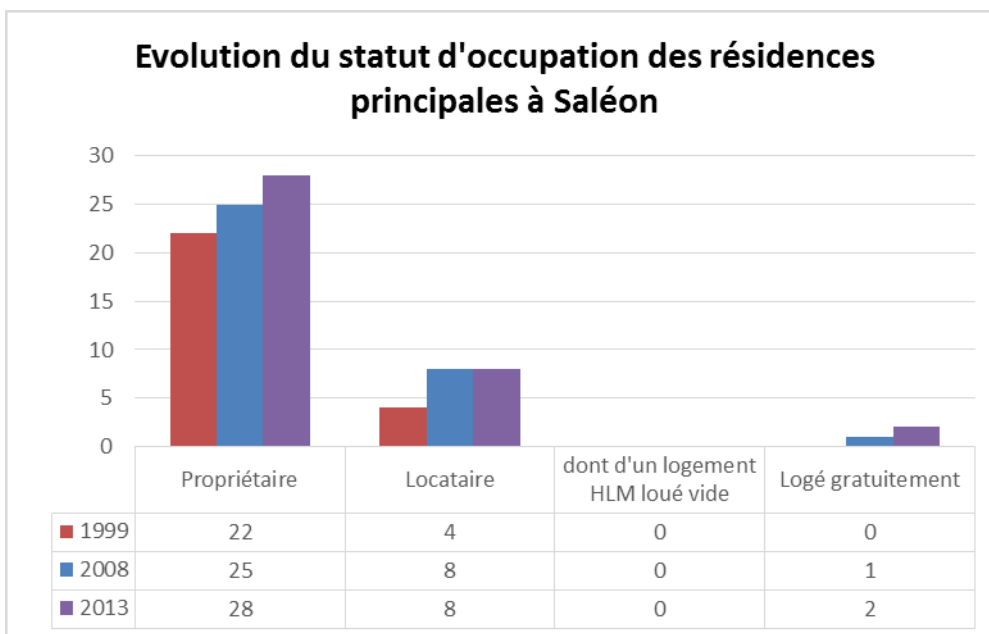 Evolution du statut d'occupation des résidences
principales à Saléon
30
25
20
15
10
5
0
Propriétaire
Locataire
dont d'un logement
HLM loué vide
Logé gratuitement
1999 22 4 0 0
2008 25 8 0 1
2013 28 8 0 2